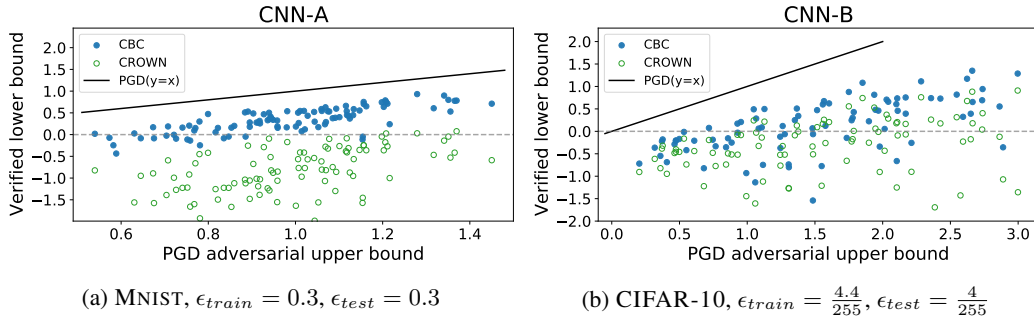 CNN-A
CNN-B
Verified lower bound
2.0
1.5
1.0
0.5
0.0
−0.5
−1.0
−1.5
CBC
CROWN
PGD(y=x)
0.6
0.8
1.0
1.2
1.4
PGD adversarial upper bound
Verified lower bound
2.0
1.5
1.0
0.5
0.0
−0.5
−1.0
−1.5
−2.0
CBC
CROWN
PGD(y=x)
0.0
0.5
1.0
1.5
2.0
2.5
3.0
PGD adversarial upper bound
(a) MNIST, ϵ_train = 0.3, ϵ_test = 0.3
(b) CIFAR-10, ϵ_train = 4.4/255, ϵ_test = 4/255